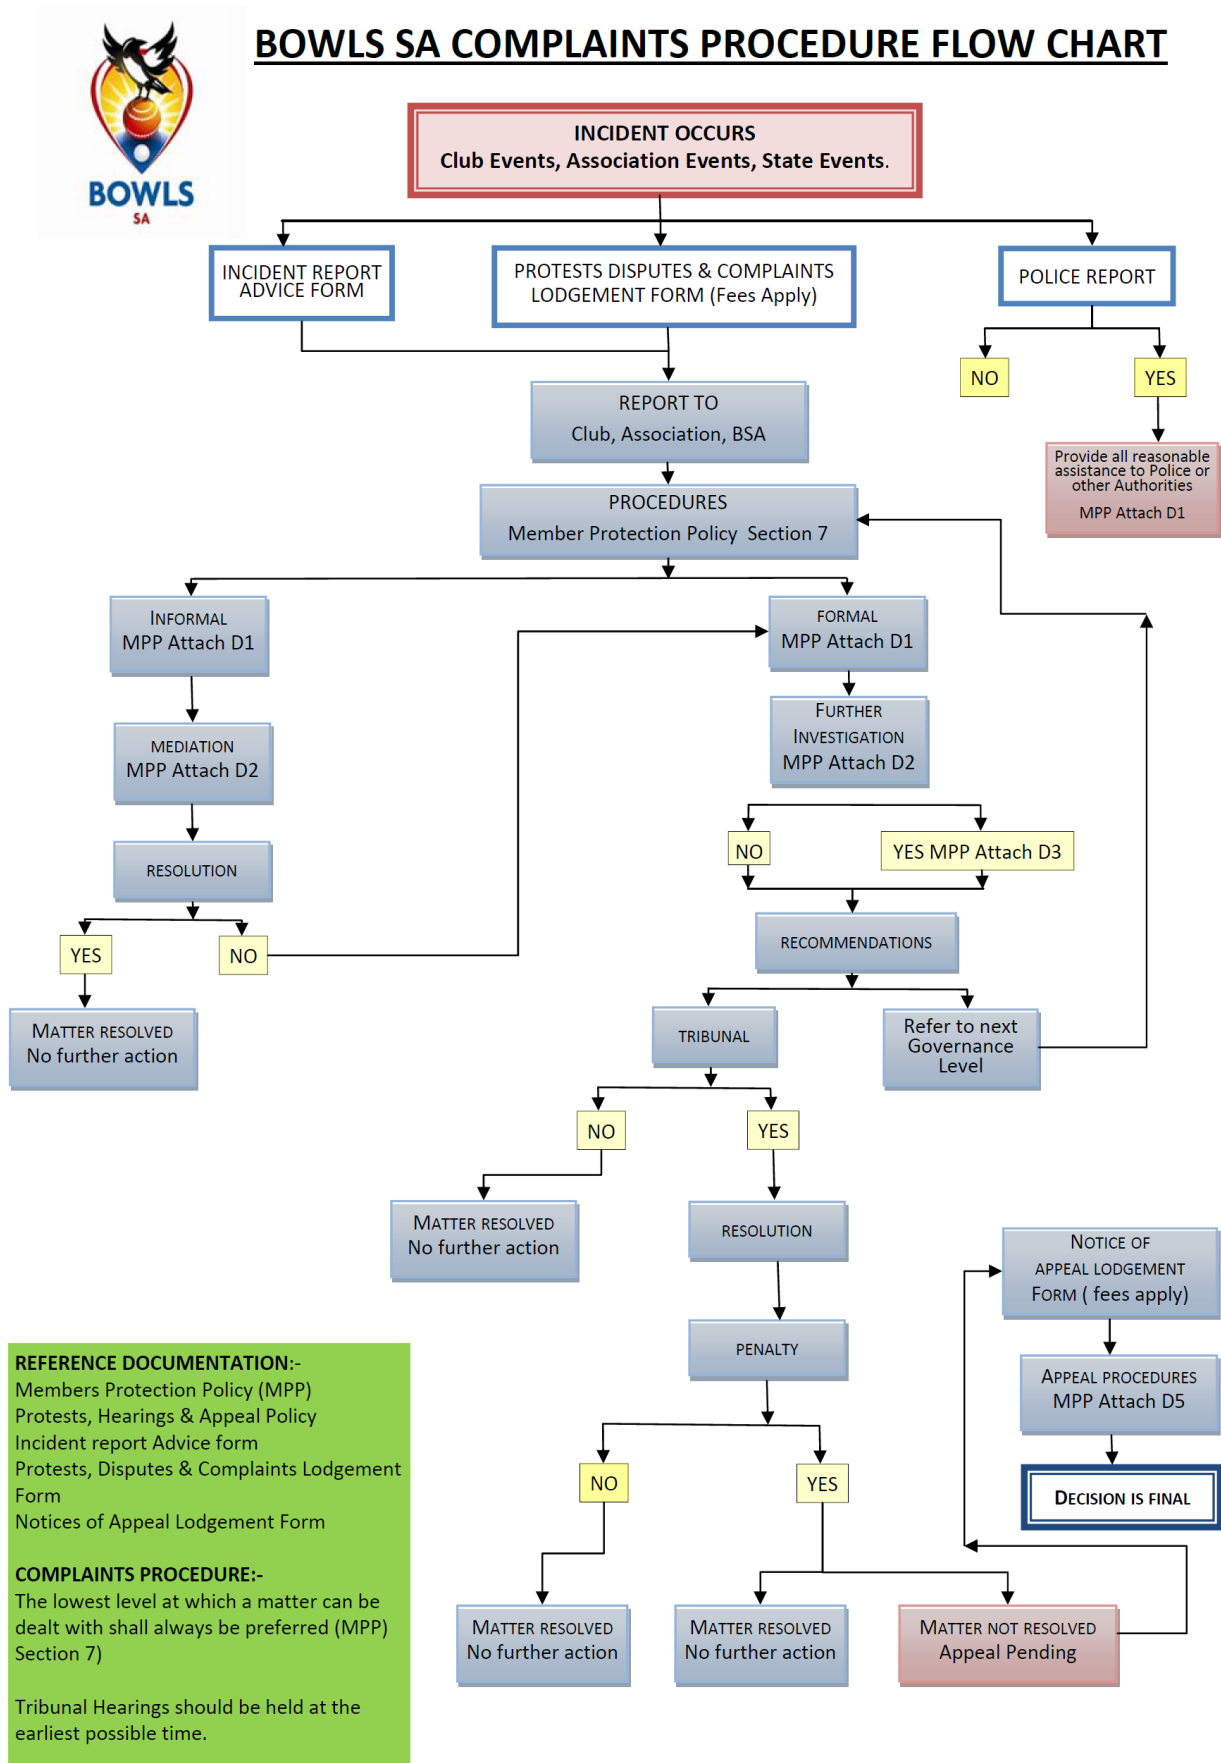 BOWLS SA COMPLAINTS PROCEDURE FLOW CHART
BOWLS
SA
INCIDENT OCCURS
Club Events, Association Events, State Events.
INCIDENT REPORT
ADVICE FORM
PROTESTS DISPUTES & COMPLAINTS
LODGEMENT FORM (Fees Apply)
POLICE REPORT
NO
YES
REPORT TO
Club, Association, BSA
Provide all reasonable
assistance to Police or
other Authorities
MPP Attach D1
PROCEDURES
Member Protection Policy Section 7
INFORMAL
MPP Attach D1
FORMAL
MPP Attach D1
MEDIATION
MPP Attach D2
FURTHER
INVESTIGATION
MPP Attach D2
RESOLUTION
NO
YES MPP Attach D3
YES
NO
RECOMMENDATIONS
MATTER RESOLVED
No further action
TRIBUNAL
Refer to next
Governance
Level
NO
YES
MATTER RESOLVED
No further action
RESOLUTION
NOTICE OF
APPEAL LODGEMENT
FORM ( fees apply)
PENALTY
APPEAL PROCEDURES
MPP Attach D5
NO
YES
DECISION IS FINAL
MATTER RESOLVED
No further action
MATTER RESOLVED
No further action
MATTER NOT RESOLVED
Appeal Pending
REFERENCE DOCUMENTATION:-
Members Protection Policy (MPP)
Protests, Hearings & Appeal Policy
Incident report Advice form
Protests, Disputes & Complaints Lodgement
Form
Notices of Appeal Lodgement Form
COMPLAINTS PROCEDURE:-
The lowest level at which a matter can be
dealt with shall always be preferred (MPP)
Section 7)
Tribunal Hearings should be held at the
earliest possible time.